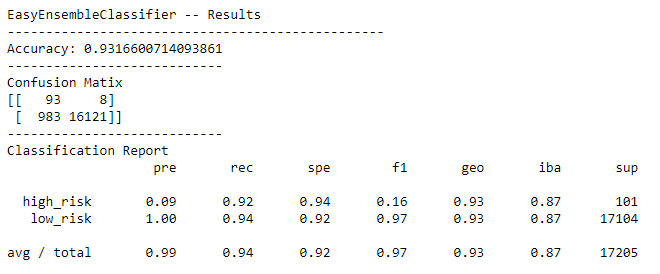 EasyEnsembleClassifier -- Results
-------------------------------------------------
Accuracy: 0.9316600714093861
----------------------------
Confusion Matix
[[   93     8]
 [  983 16121]]
----------------------------
Classification Report
                   pre       rec       spe        f1       geo       iba       sup

  high_risk       0.09      0.92      0.94      0.16      0.93      0.87       101
   low_risk       1.00      0.94      0.92      0.97      0.93      0.87     17104

avg / total       0.99      0.94      0.92      0.97      0.93      0.87     17205